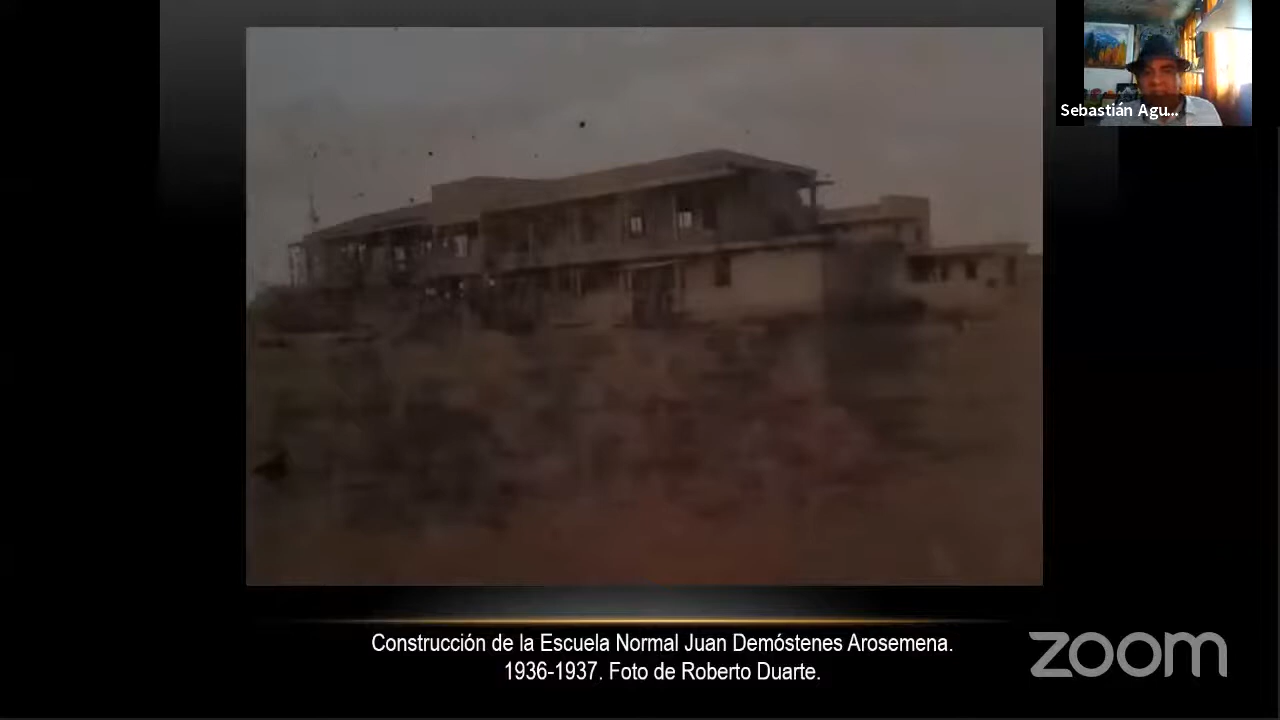 Sebastián Agu...
Construcción de la Escuela Normal Juan Demóstenes Arosemena.
1936-1937. Foto de Roberto Duarte.
zoom